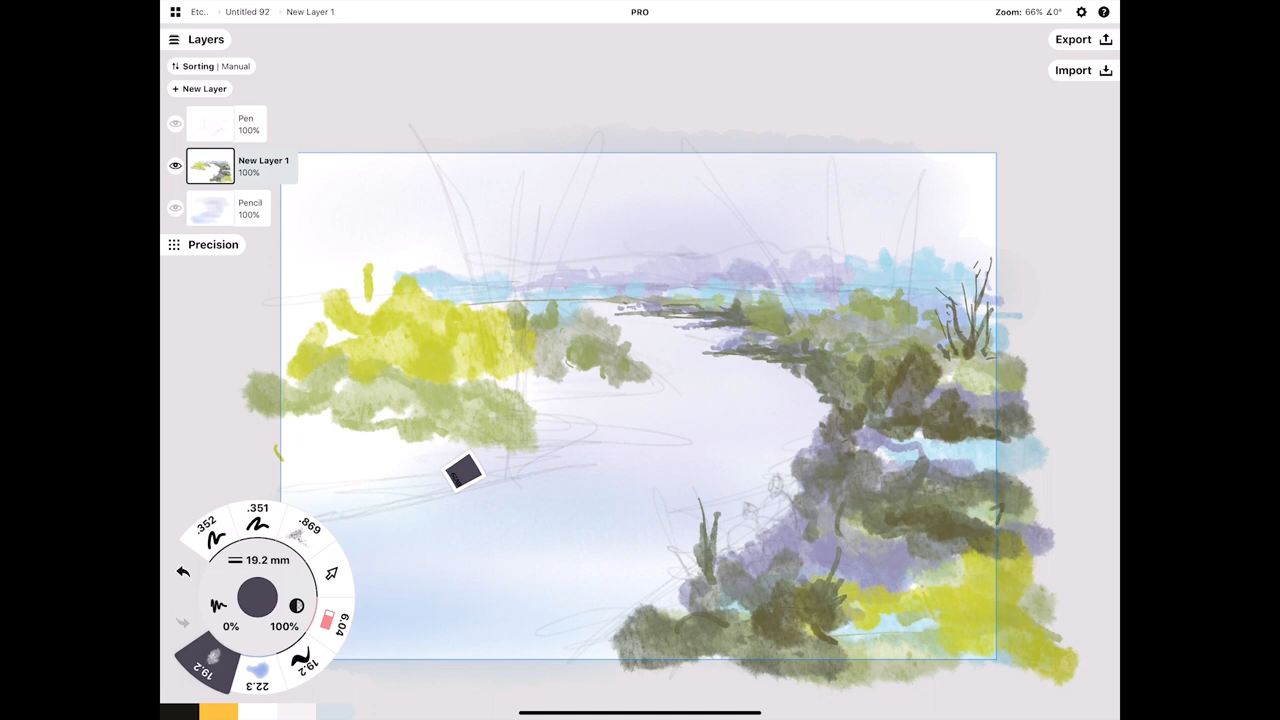 Etc.. › Untitled 92 › New Layer 1
PRO
Zoom: 66% ∡0°
Layers
Export
Sorting | Manual
Import
+ New Layer
Pen
100%
New Layer 1
100%
Pencil
100%
Precision
.352
.351
.869
19.2 mm
6.04
0%
100%
19.2
22.3
19.2